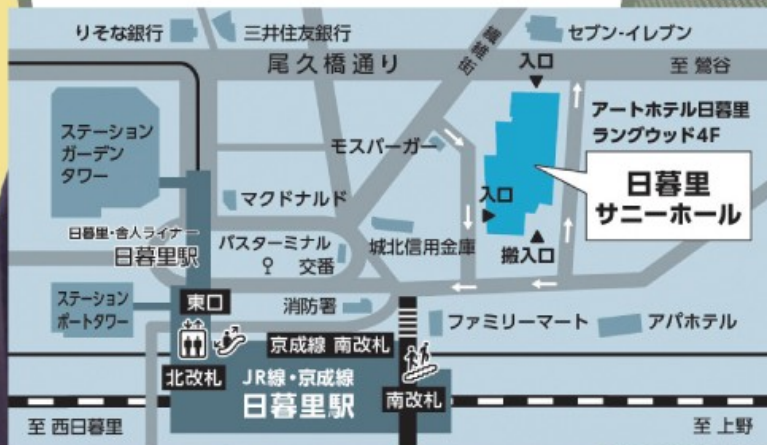 りそな銀行
三井住友銀行
セブン-イレブン
尾久橋通り
繊維街
入口
至 鶯谷
ステーション
ガーデン
タワー
モスバーガー
アートホテル日暮里
ラングウッド4F
日暮里
サニーホール
マクドナルド
入口
日暮里・舎人ライナー
日暮里駅
バスターミナル
交番
城北信用金庫
搬入口
ステーション
ポートタワー
東口
消防署
ファミリーマート
アパホテル
京成線 南改札
北改札
JR線・京成線
日暮里駅
南改札
至 西日暮里
至 上野